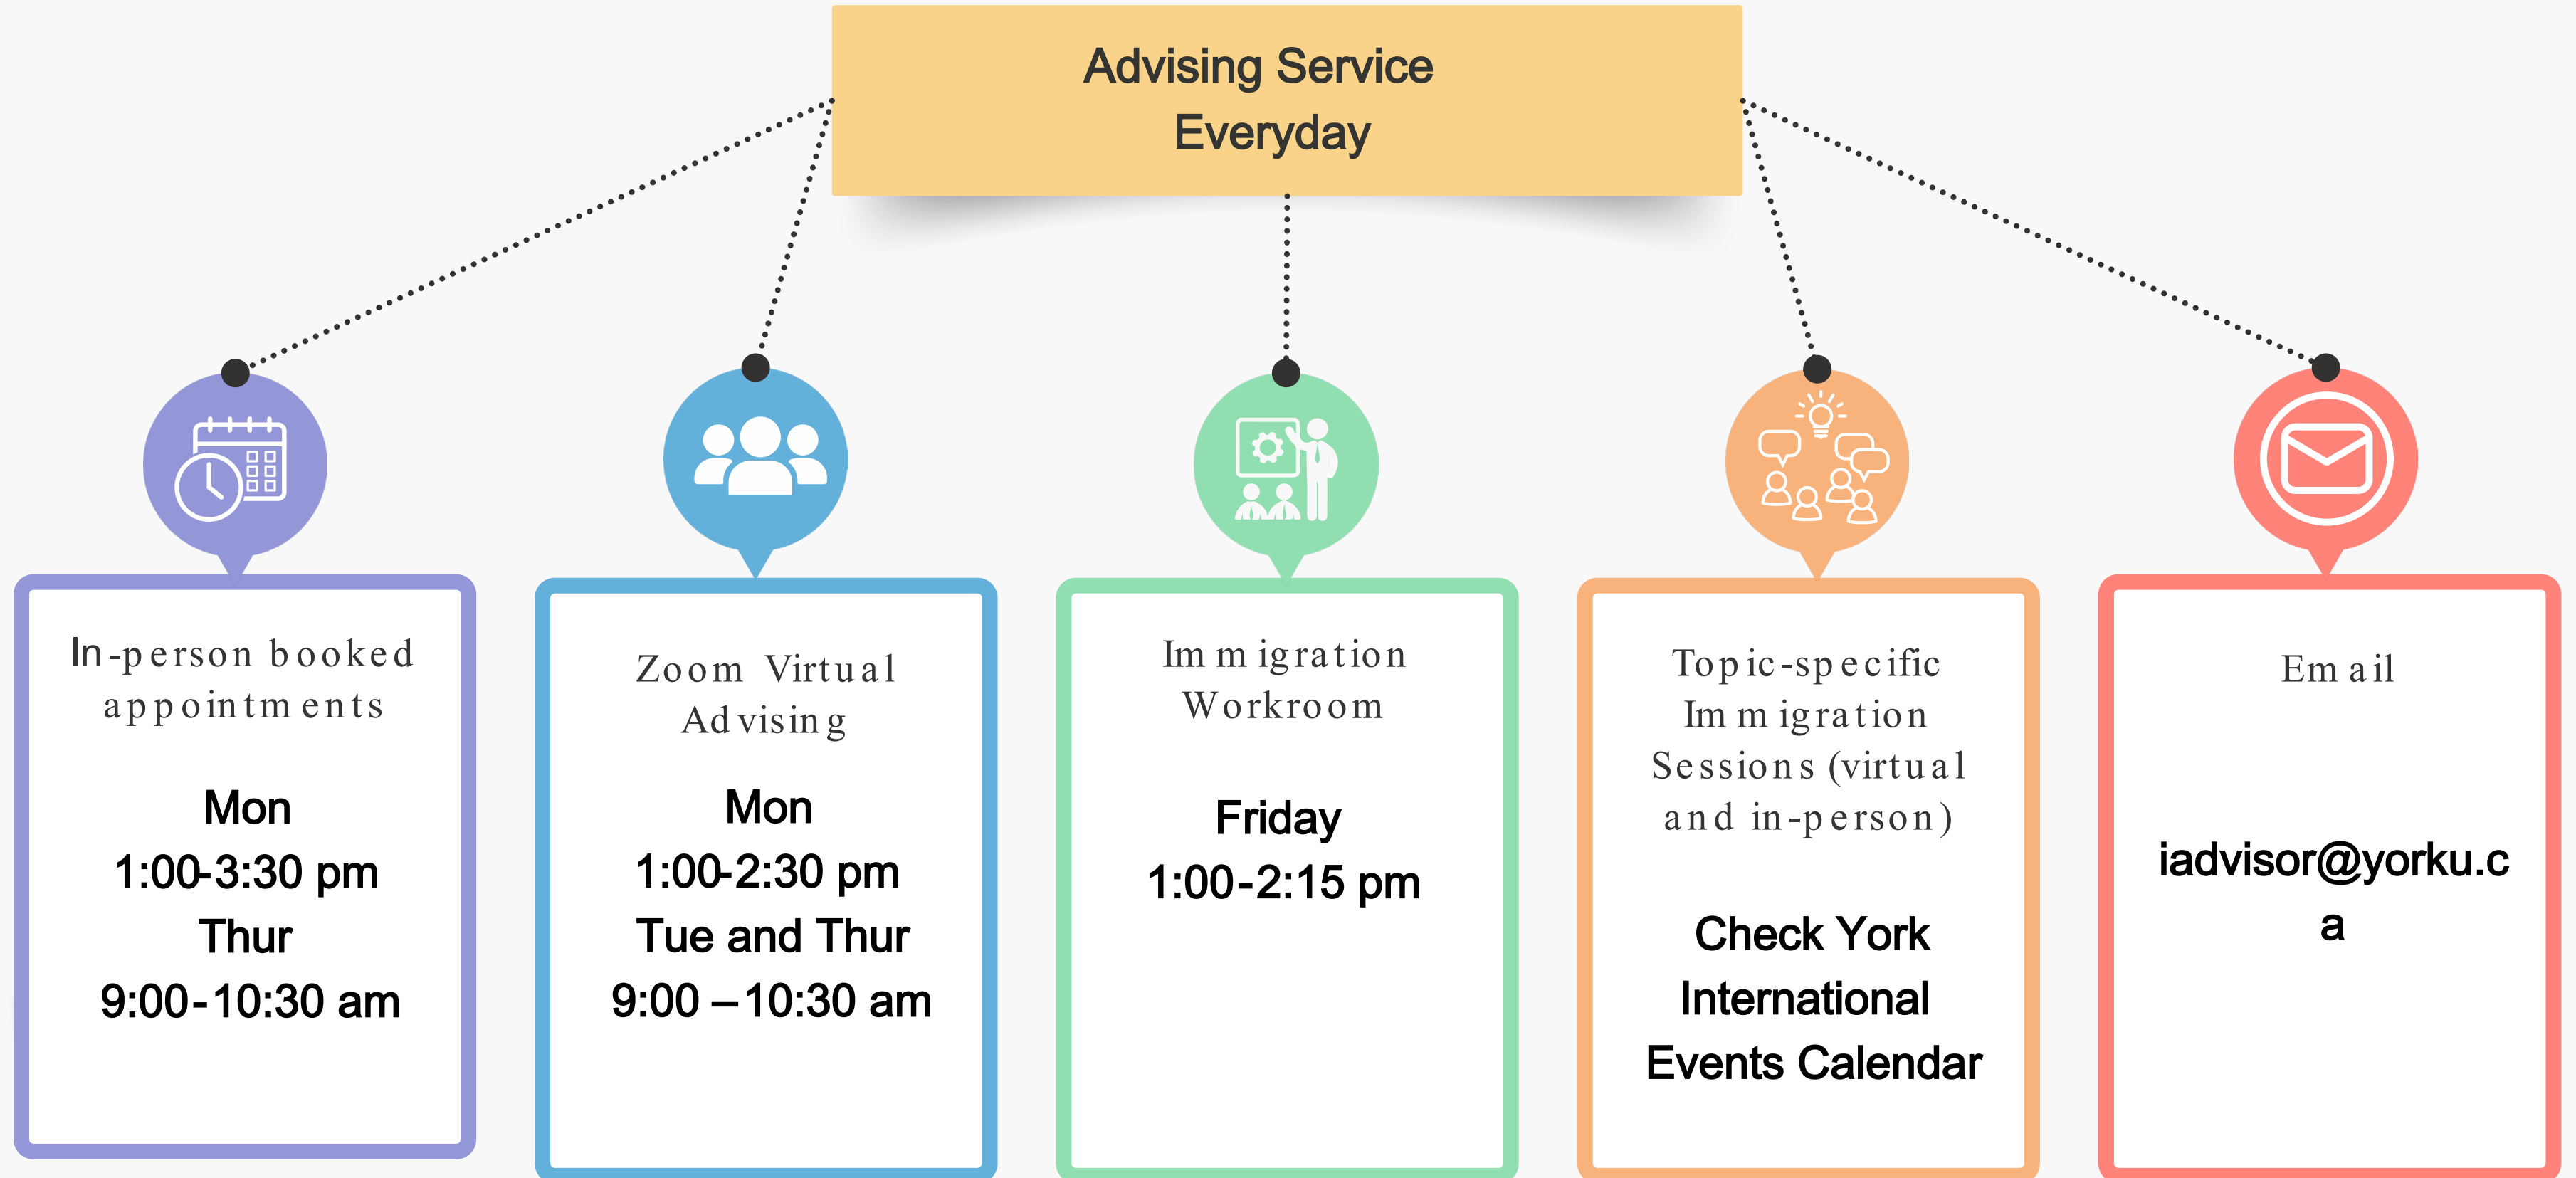 Advising Service
Everyday
In-person booked
appointments
Mon
1:00-3:30 pm
Thur
9:00-10:30 am
Zoom Virtual
Advising
Mon
1:00-2:30 pm
Tue and Thur
9:00 –10:30 am
Immigration
Workroom
Friday
1:00-2:15 pm
Topic-specific
Immigration
Sessions (virtual
and in-person)
Check York
International
Events Calendar
Email
iadvisor@yorku.c
a